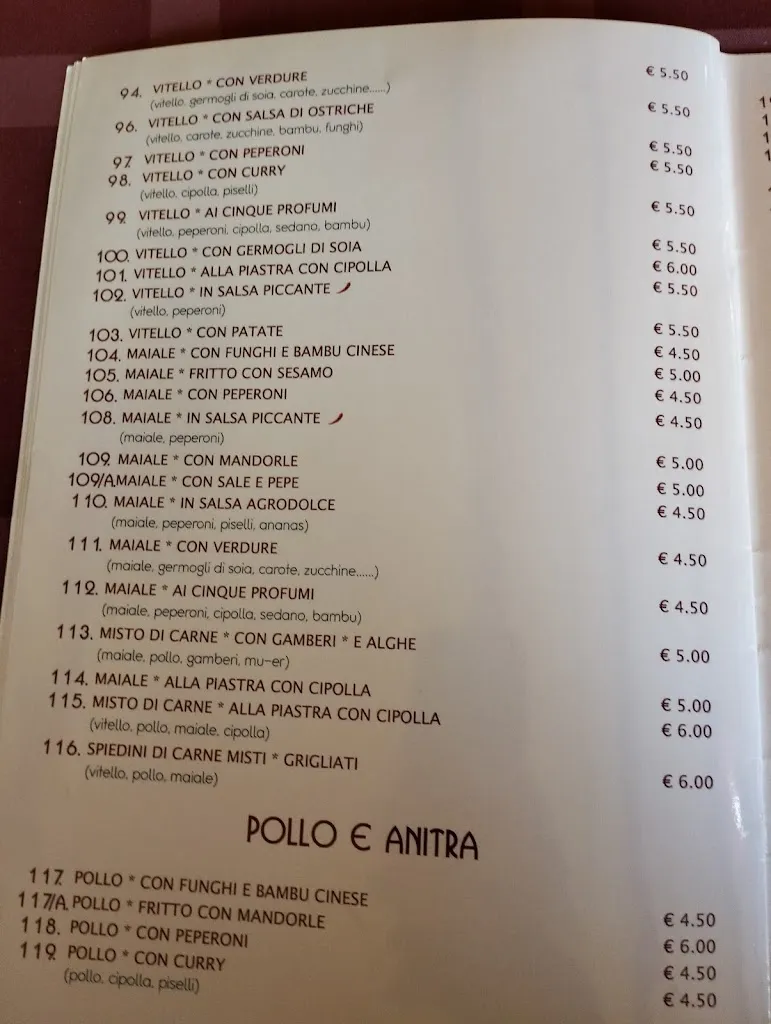 94. VITELLO * CON VERDURE € 5.50
(vitello, germogli di soia, carote, zucchine......)
96. VITELLO * CON SALSA DI OSTRICHE € 5.50
(vitello, carote, zucchine, bambu, funghi)
97. VITELLO * CON PEPERONI € 5.50
98. VITELLO * CON CURRY € 5.50
(vitello, cipolla, piselli)
99. VITELLO * AI CINQUE PROFUMI € 5.50
(vitello, peperoni, cipolla, sedano, bambu)
100. VITELLO * CON GERMOGLI DI SOIA € 5.50
101. VITELLO * ALLA PIASTRA CON CIPOLLA € 6.00
102. VITELLO * IN SALSA PICCANTE € 5.50
(vitello, peperoni)
103. VITELLO * CON PATATE € 5.50
104. MAIALE * CON FUNGHI E BAMBU CINESE € 4.50
105. MAIALE * FRITTO CON SESAMO € 5.00
106. MAIALE * CON PEPERONI € 4.50
108. MAIALE * IN SALSA PICCANTE € 4.50
(maiale, peperoni)
109. MAIALE * CON MANDORLE € 5.00
109/A. MAIALE * CON SALE E PEPE € 5.00
110. MAIALE * IN SALSA AGRODOLCE € 4.50
(maiale, peperoni, piselli, ananas)
111. MAIALE * CON VERDURE € 4.50
(maiale, germogli di soia, carote, zucchine......)
112. MAIALE * AI CINQUE PROFUMI € 4.50
(maiale, peperoni, cipolla, sedano, bambu)
113. MISTO DI CARNE * CON GAMBERI * E ALGHE € 5.00
(maiale, pollo, gamberi, mu-er)
114. MAIALE * ALLA PIASTRA CON CIPOLLA € 5.00
115. MISTO DI CARNE * ALLA PIASTRA CON CIPOLLA € 6.00
(vitello, pollo, maiale, cipolla)
116. SPIEDINI DI CARNE MISTI * GRIGLIATI € 6.00
(vitello, pollo, maiale)
POLLO E ANITRA
117. POLLO * CON FUNGHI E BAMBU CINESE € 4.50
117/A. POLLO * FRITTO CON MANDORLE € 6.00
118. POLLO * CON PEPERONI € 4.50
119. POLLO * CON CURRY € 4.50
(pollo, cipolla, piselli)